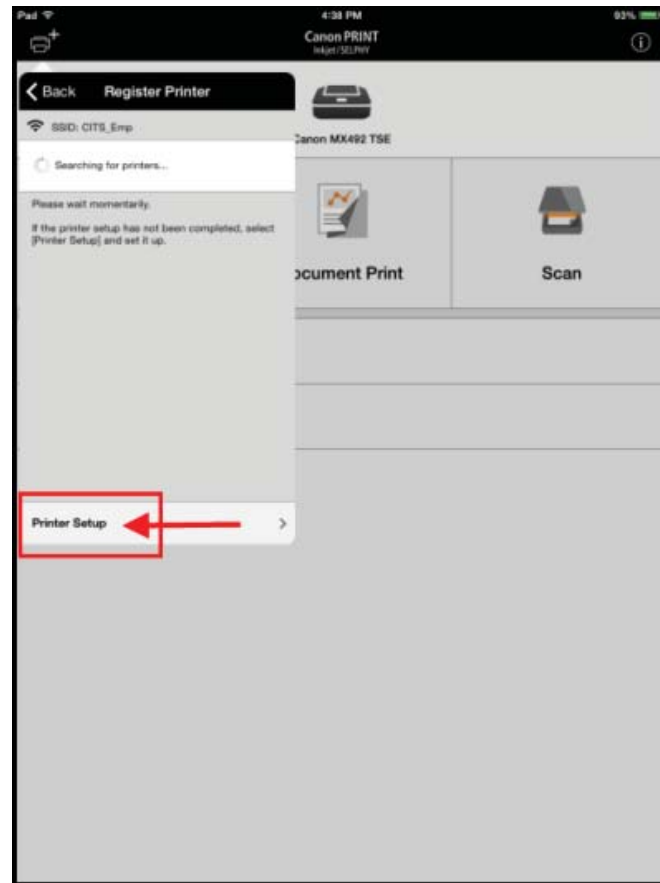 Pad 4:38 PM 93%
Canon PRINT
Inkjet/SELPHY
Back Register Printer
SSID: CITS_Emp
Canon MX492 TSE
Searching for printers...
Please wait momentarily.
If the printer setup has not been completed, select
[Printer Setup] and set it up.
ocument Print
Scan
Printer Setup